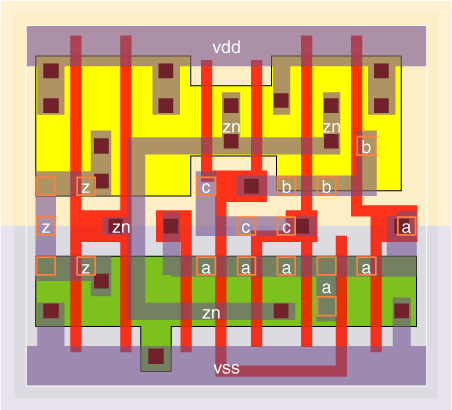 vdd
zn zn
b
z c b b
z zn c c a
z a a a a
a
zn
vss